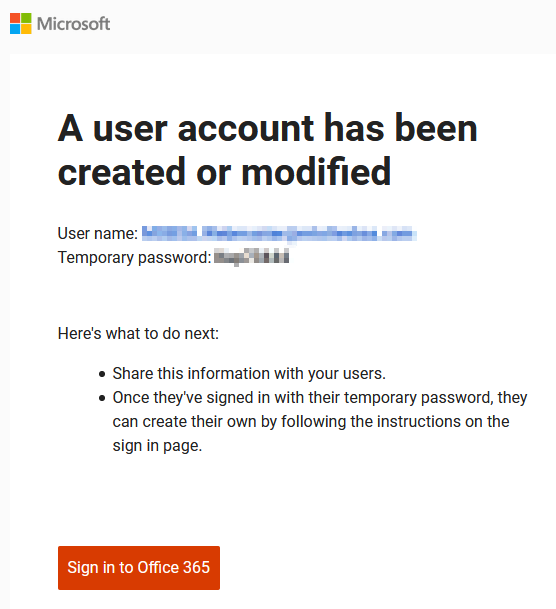 Microsoft
A user account has been
created or modified
User name:
Temporary password:
Here's what to do next:
• Share this information with your users.
• Once they've signed in with their temporary password, they
can create their own by following the instructions on the
sign in page.
Sign in to Office 365